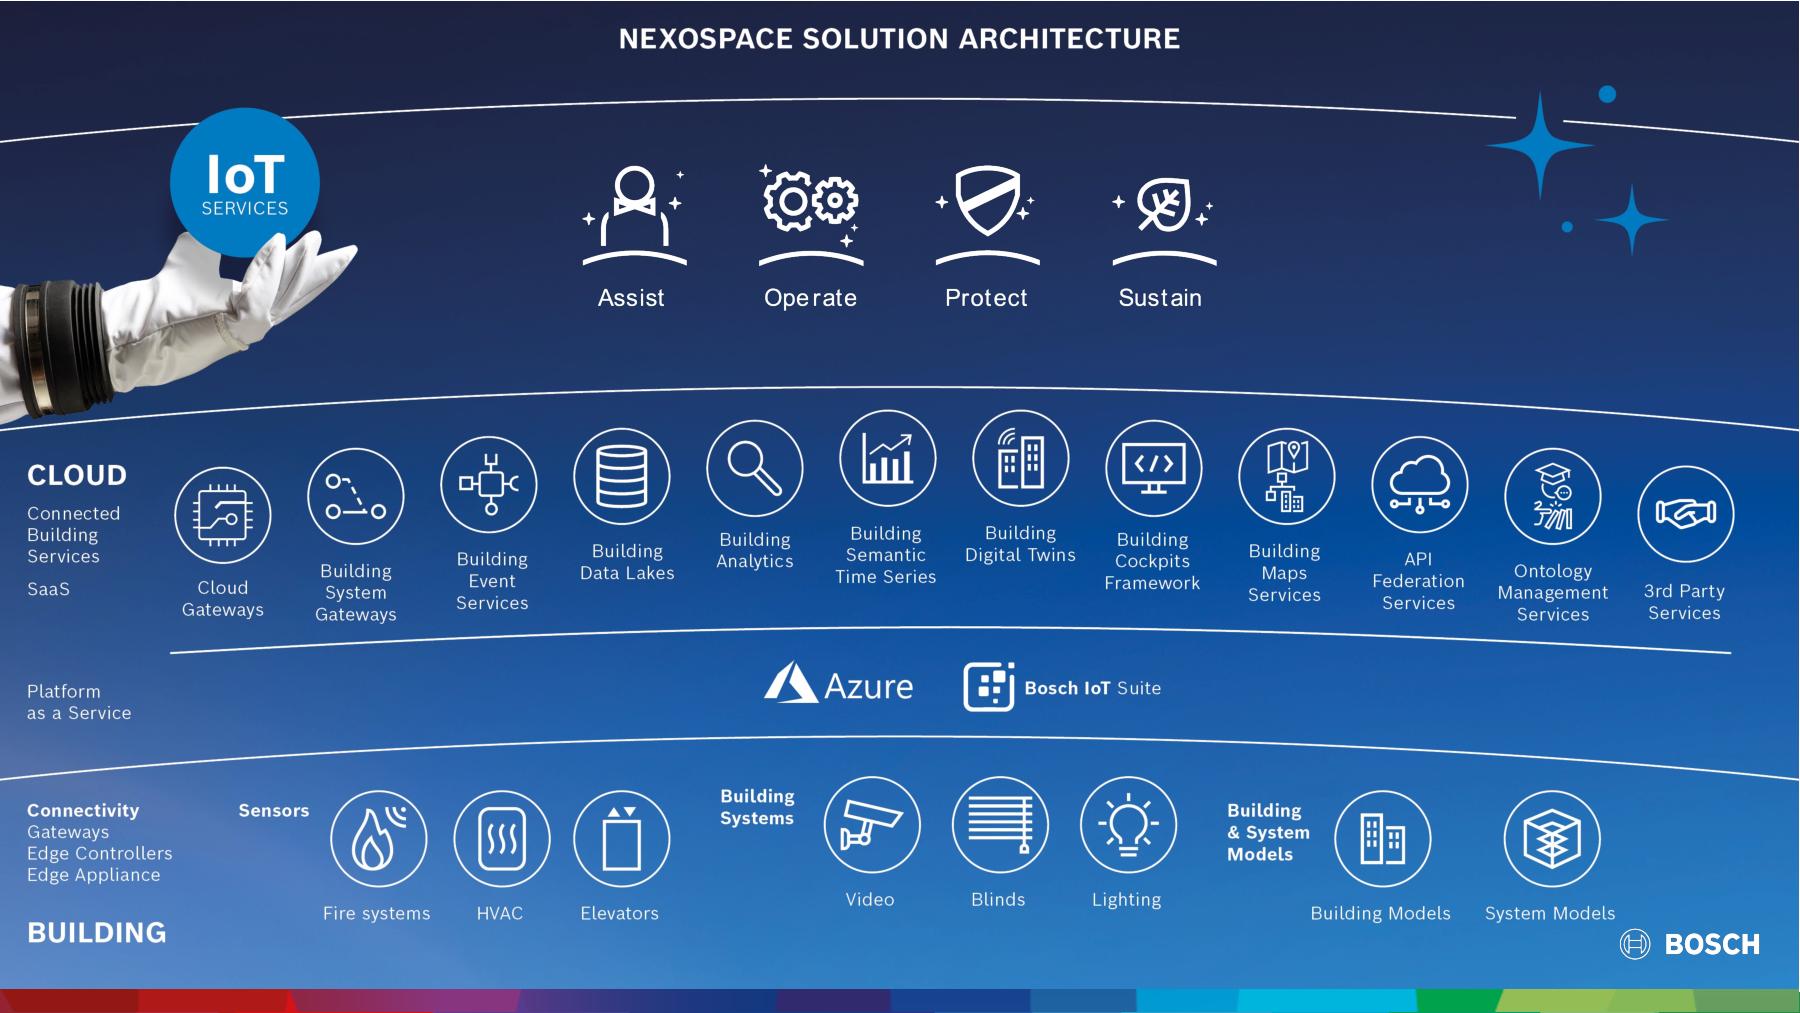 NEXOSPACE SOLUTION ARCHITECTURE
IoT
SERVICES
Assist
Operate
Protect
Sustain
CLOUD
Connected
Building
Services
SaaS
Cloud
Gateways
Building
System
Gateways
Building
Event
Services
Building
Data Lakes
Building
Analytics
Building
Semantic
Time Series
Building
Digital Twins
Building
Cockpits
Framework
Building
Maps
Services
API
Federation
Services
Ontology
Management
Services
3rd Party
Services
Platform
as a Service
Azure
Bosch IoT Suite
Connectivity
Gateways
Edge Controllers
Edge Appliance
BUILDING
Sensors
Fire systems
HVAC
Elevators
Building
Systems
Video
Blinds
Lighting
Building
& System
Models
Building Models
System Models
BOSCH